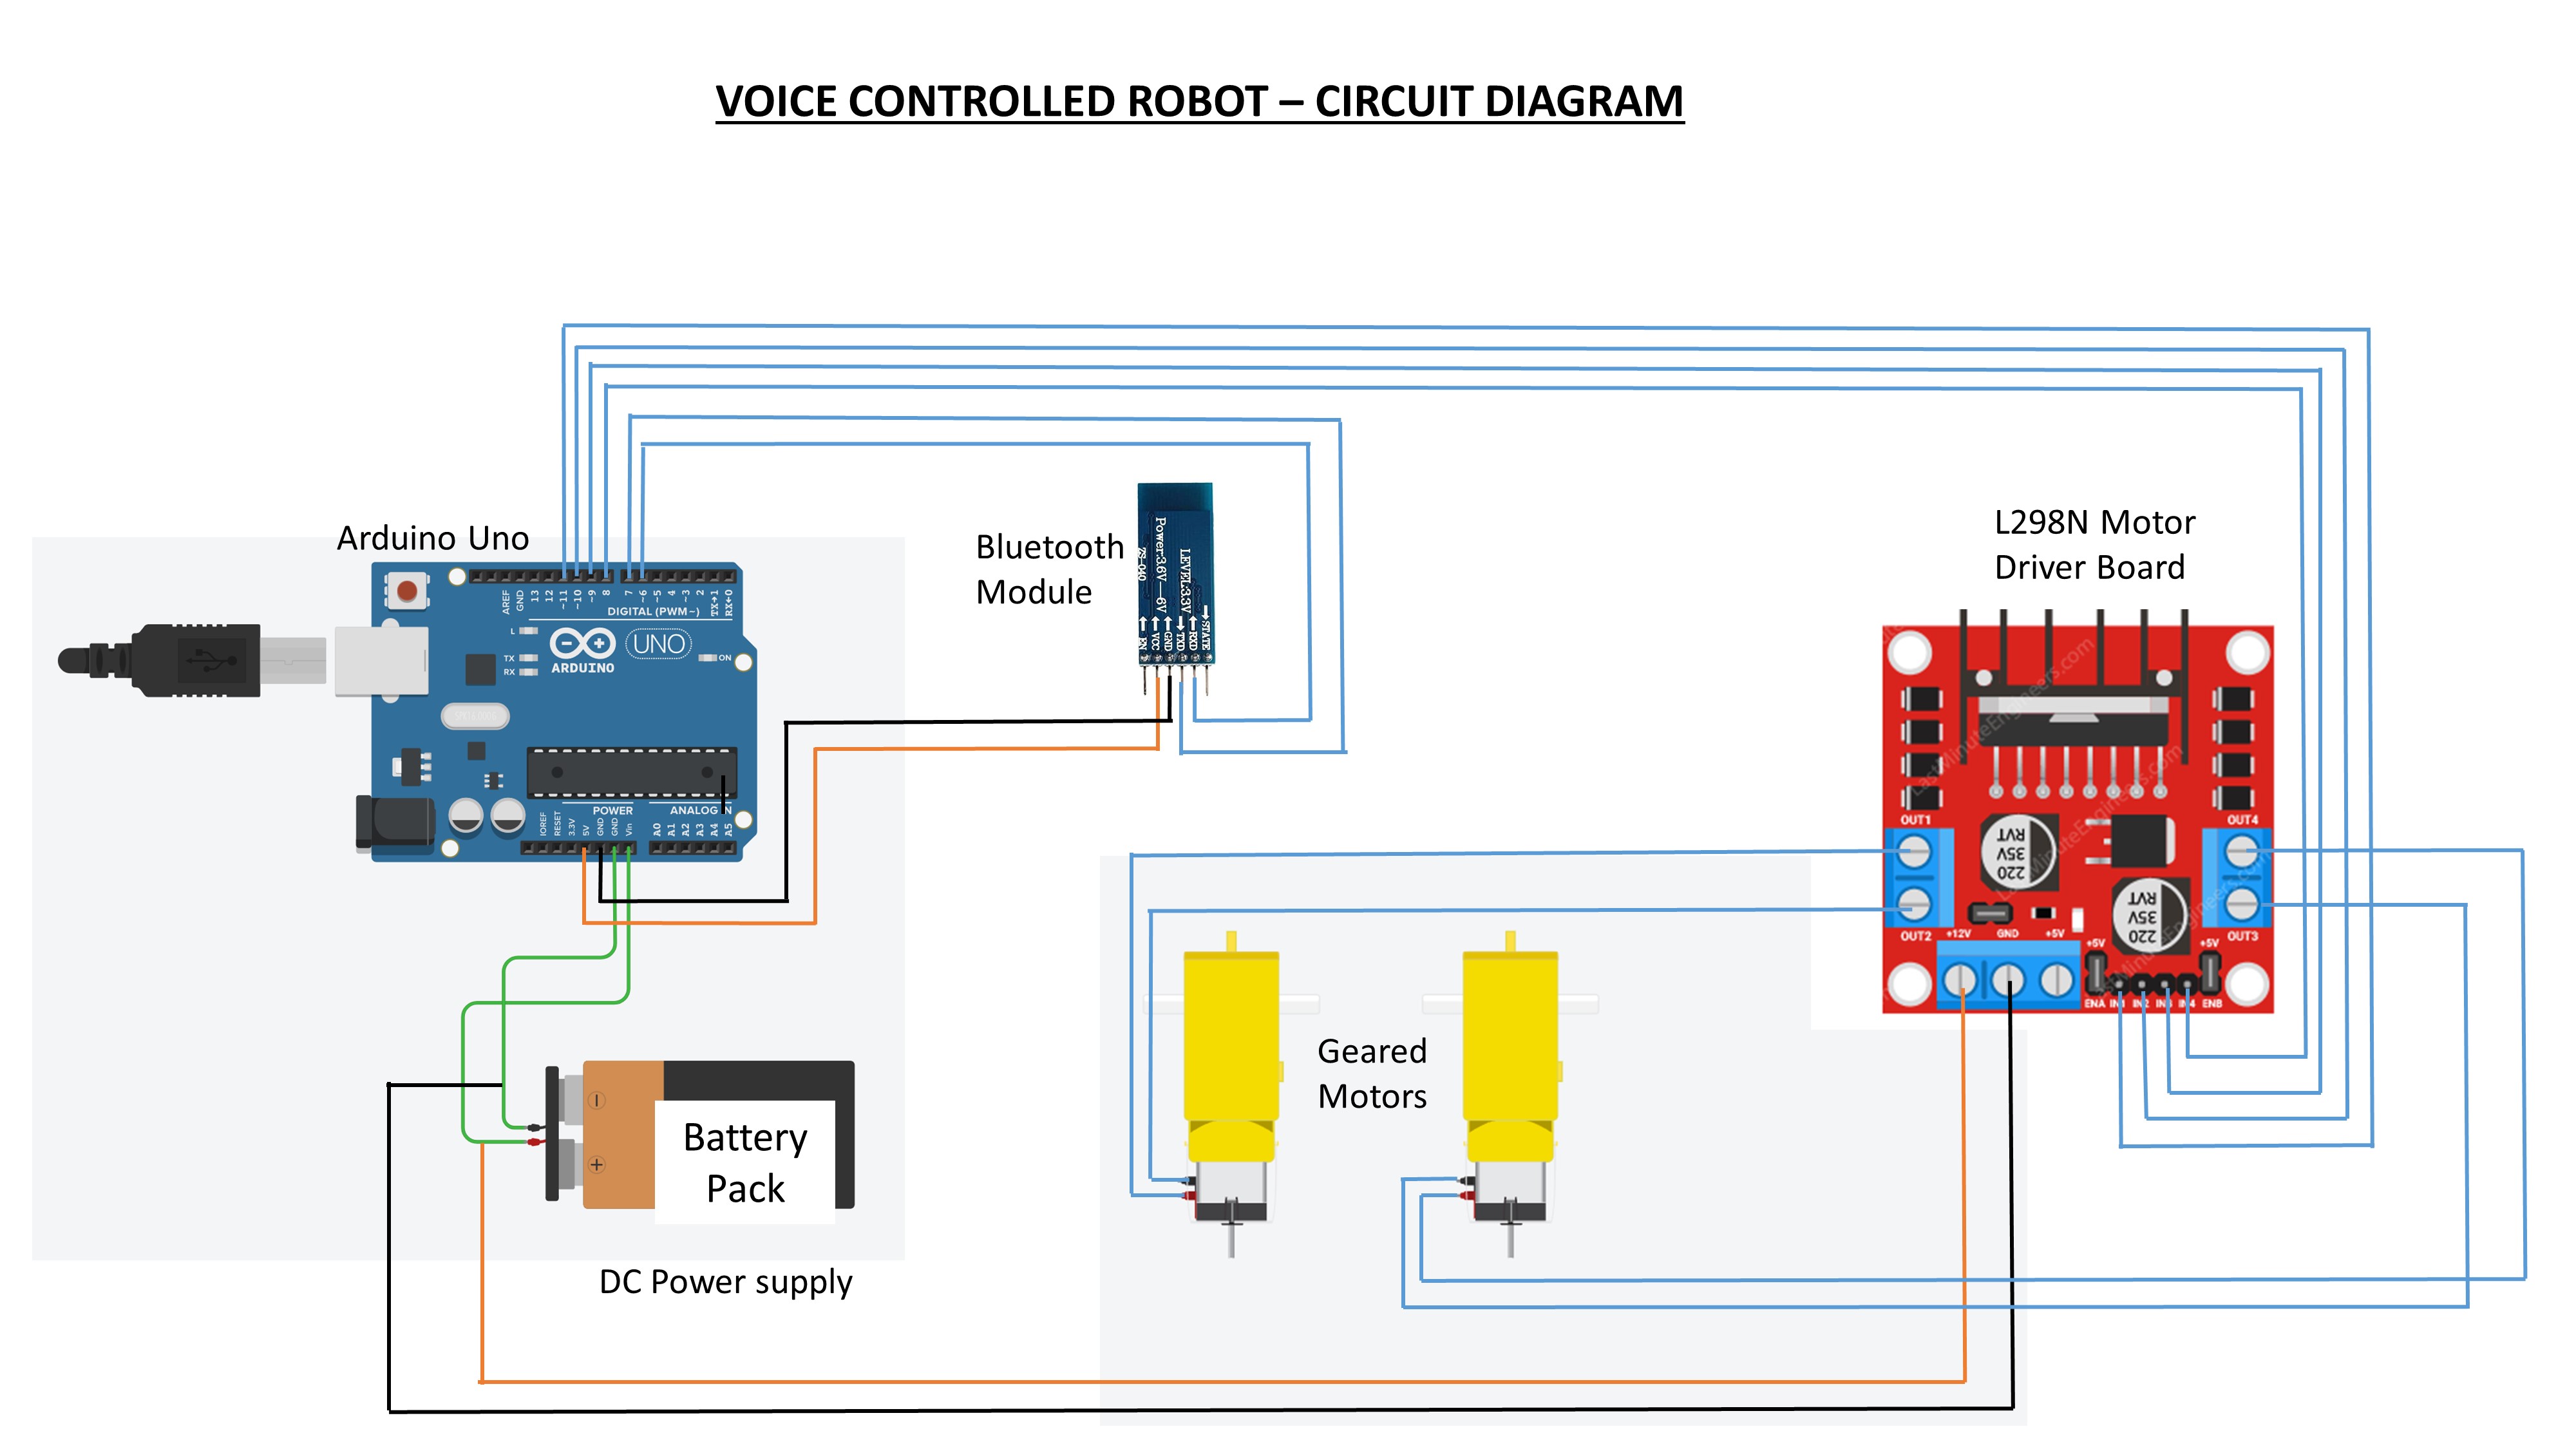 VOICE CONTROLLED ROBOT – CIRCUIT DIAGRAM
Arduino Uno
AREF
GND
13
12
~11
~10
~9
8
7
~6
~5
4
~3
2
TX→1
RX←0
DIGITAL (PWM~)
L
TX
RX
UNO
ARDUINO
ON
POWER
ANALOG IN
IOREF
RESET
3.3V
5V
GND
GND
Vin
A0
A1
A2
A3
A4
A5
Bluetooth
Module
ZS-040
Power:3.6V---6V
LEVEL:3.3V
EN
VCC
GND
TXD
RXD
STATE
L298N Motor
Driver Board
LastMinuteEngineers.com
LastMinuteEngineers.com
OUT1
OUT4
220
35V
RVT
220
35V
RVT
OUT2
+12V
GND
+5V
+5V
+5V
OUT3
ENA
IN1
IN2
IN3
IN4
ENB
Geared
Motors
Battery
Pack
DC Power supply